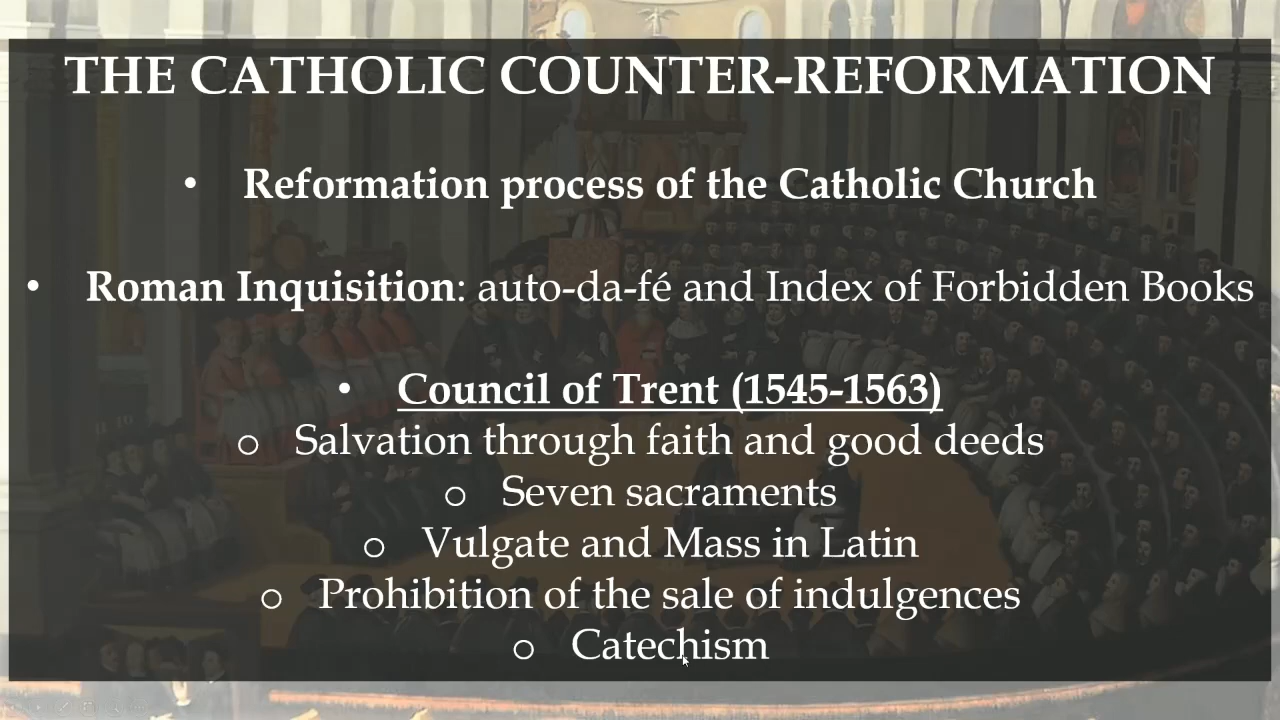 THE CATHOLIC COUNTER-REFORMATION
• Reformation process of the Catholic Church
• Roman Inquisition: auto-da-fé and Index of Forbidden Books
• Council of Trent (1545-1563)
o Salvation through faith and good deeds
o Seven sacraments
o Vulgate and Mass in Latin
o Prohibition of the sale of indulgences
o Catechism